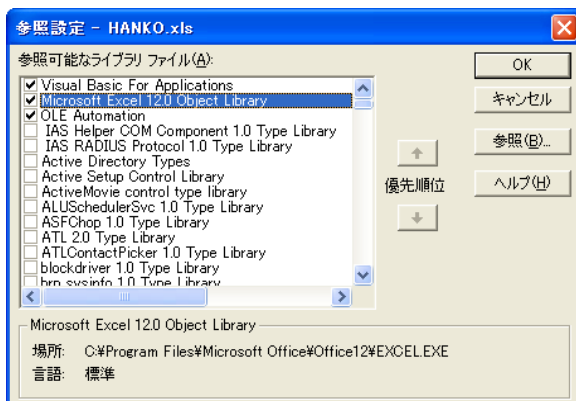 参照設定 - HANKO.xls
参照可能なライブラリ ファイル(A):
Visual Basic For Applications
Microsoft Excel 12.0 Object Library
OLE Automation
IAS Helper COM Component 1.0 Type Library
IAS RADIUS Protocol 1.0 Type Library
Active Directory Types
Active Setup Control Library
ActiveMovie control type library
ALUSchedulerSvc 1.0 Type Library
ASFChop 1.0 Type Library
ATL 2.0 Type Library
ATLContactPicker 1.0 Type Library
blockdriver 1.0 Type Library
brp sysinfo 1.0 Type Library
優先順位
OK
キャンセル
参照(B)...
ヘルプ(H)
Microsoft Excel 12.0 Object Library
場所: C:¥Program Files¥Microsoft Office¥Office12¥EXCEL.EXE
言語: 標準